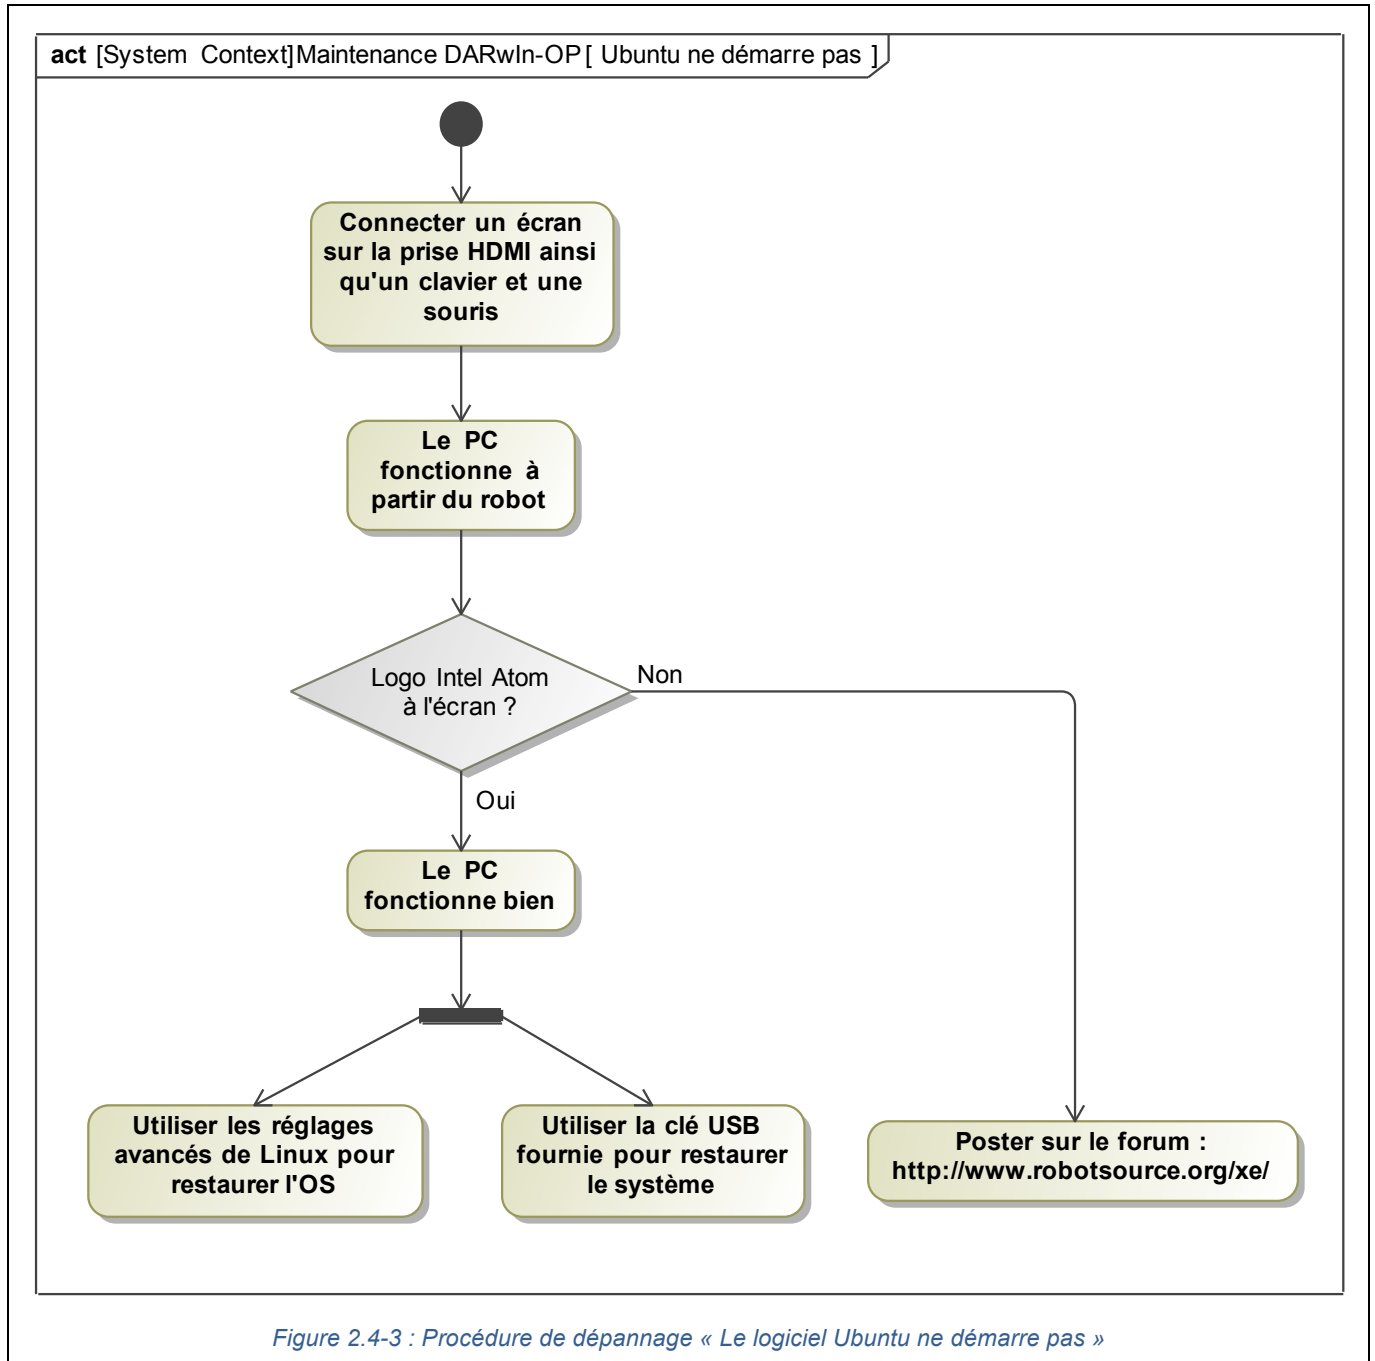 act [System Context]Maintenance DARwIn-OP[ Ubuntu ne démarre pas ]
Connecter un écran
sur la prise HDMI ainsi
qu'un clavier et une
souris
Le PC
fonctionne à
partir du robot
Logo Intel Atom
à l'écran ?
Non
Oui
Le PC
fonctionne bien
Utiliser les réglages
avancés de Linux pour
restaurer l'OS
Utiliser la clé USB
fournie pour restaurer
le système
Poster sur le forum :
http://www.robotsource.org/xe/
Figure 2.4-3 : Procédure de dépannage « Le logiciel Ubuntu ne démarre pas »